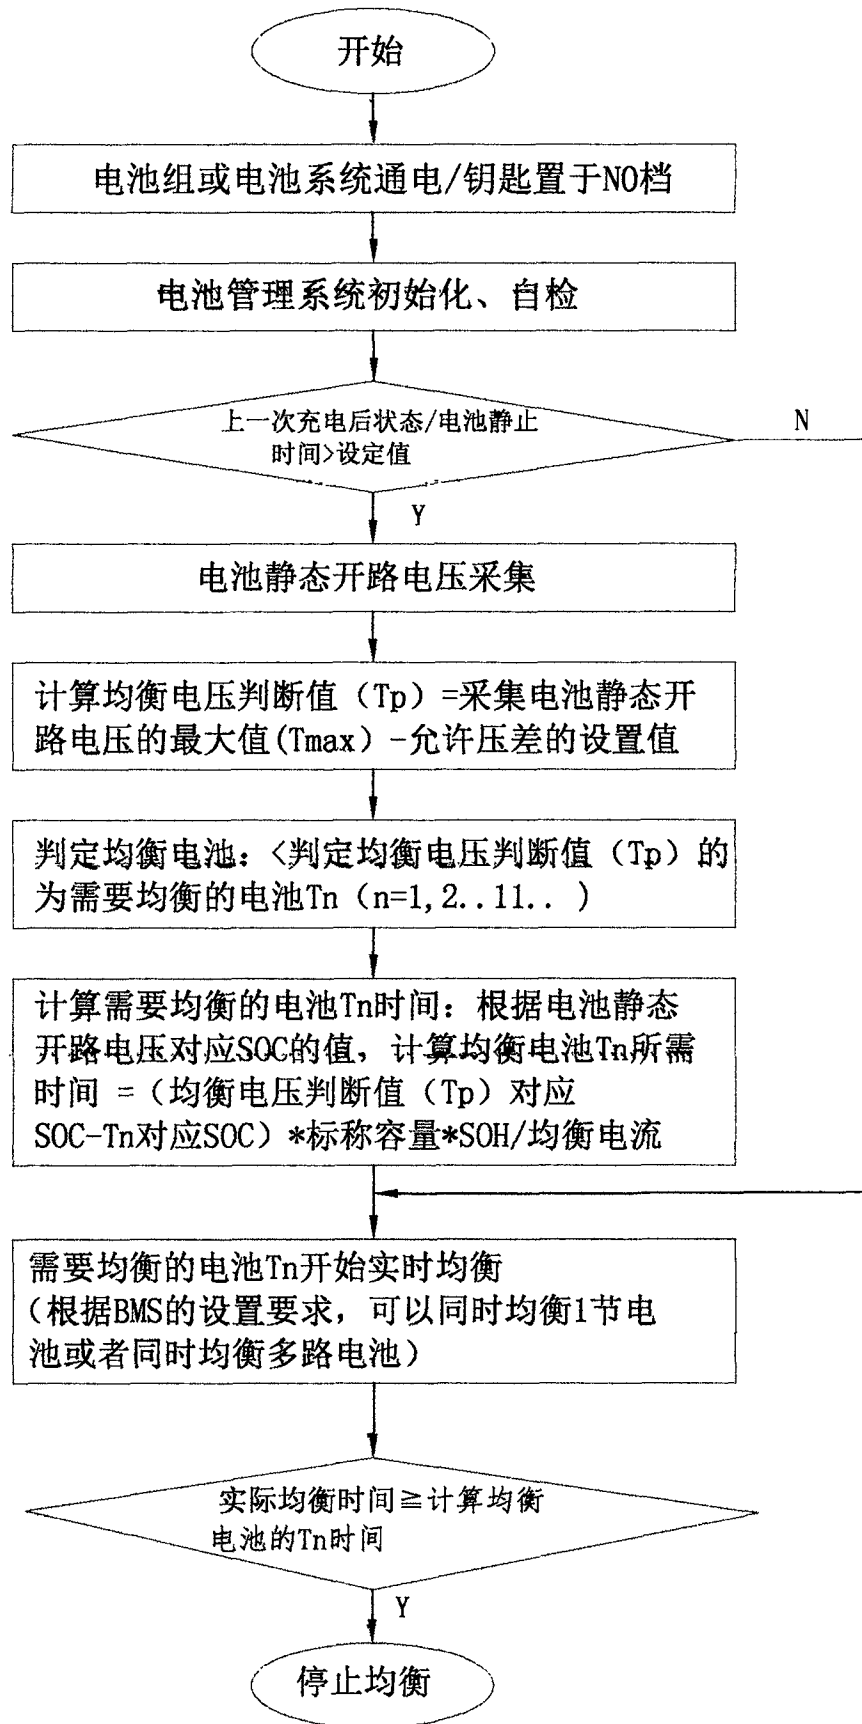 开始
电池组或电池系统通电/钥匙置于NO档
电池管理系统初始化、自检
上一次充电后状态/电池静止
时间>设定值
N
Y
电池静态开路电压采集
计算均衡电压判断值（Tp）=采集电池静态开
路电压的最大值(Tmax）-允许压差的设置值
判定均衡电池：<判定均衡电压判断值（Tp）的
为需要均衡的电池Tn（n=1,2..11.. ）
计算需要均衡的电池Tn时间：根据电池静态
开路电压对应SOC的值，计算均衡电池Tn所需
时间 =（均衡电压判断值（Tp）对应
SOC-Tn对应SOC）*标称容量*SOH/均衡电流
需要均衡的电池Tn开始实时均衡
（根据BMS的设置要求，可以同时均衡1节电
池或者同时均衡多路电池）
实际均衡时间≧计算均衡
电池的Tn时间
Y
停止均衡